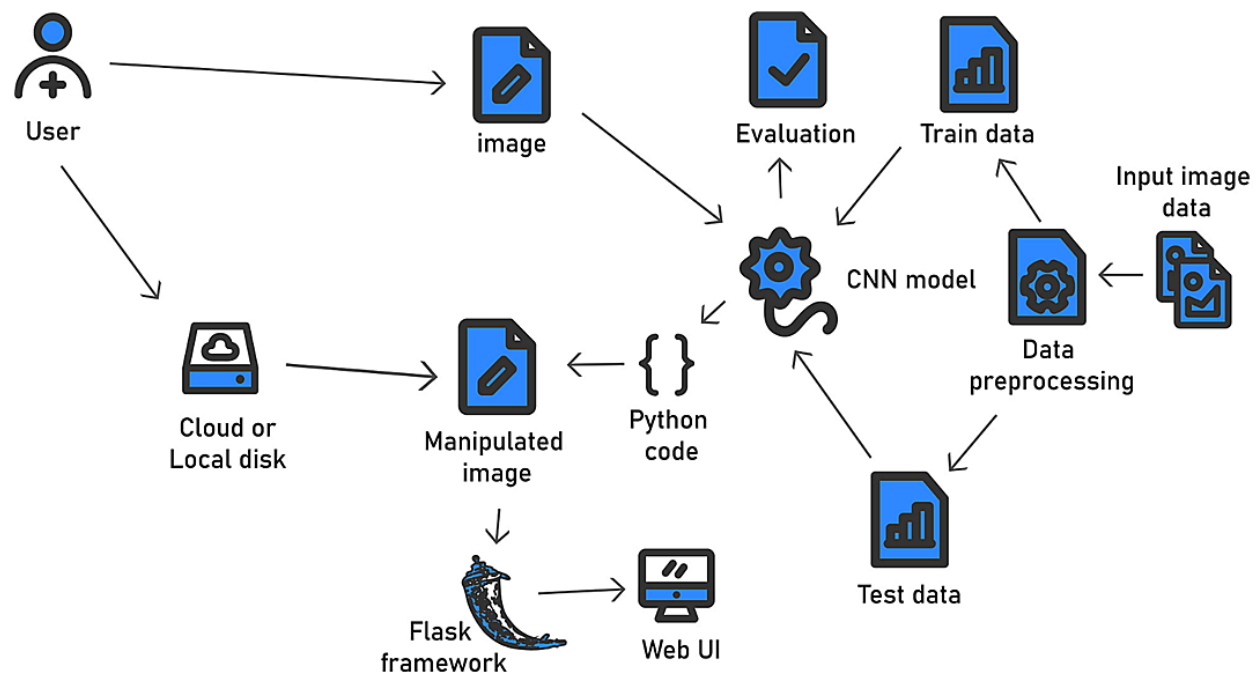 User
image
Evaluation
Train data
Input image
data
CNN model
Data
preprocessing
Cloud or
Local disk
Manipulated
image
Python
code
Test data
Flask
framework
Web UI